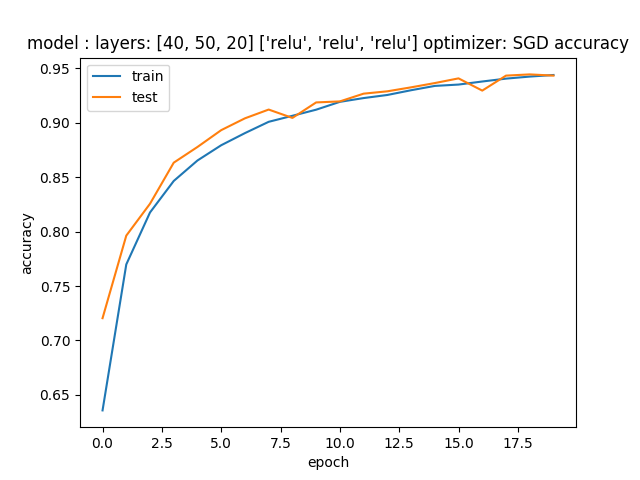 model : layers: [40, 50, 20] ['relu', 'relu', 'relu'] optimizer: SGD accuracy
train
test
0.95
0.90
0.85
0.80
0.75
0.70
0.65
accuracy
0.0 2.5 5.0 7.5 10.0 12.5 15.0 17.5
epoch